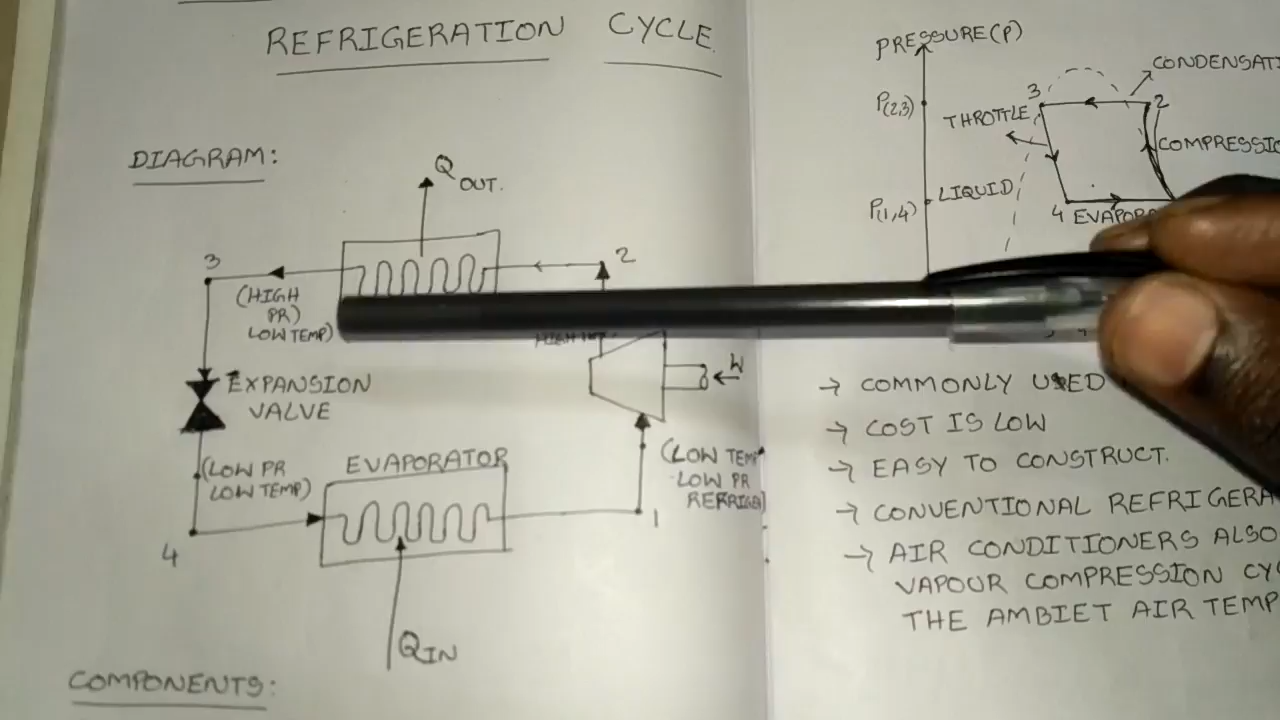 REFRIGERATION CYCLE
DIAGRAM:
Q OUT.
3
2
(HIGH
PR)
LOW TEMP)
W
EXPANSION
VALVE
(LOW PR
LOW TEMP)
EVAPORATOR
(LOW TEMP
LOW PR
4
1
QIN
COMPONENTS:
PRESSURE(P)
CONDENSATI
P(2,3)
3
2
THROTTLE
COMPRESSIO
P(1,4)
LIQUID
4
EVAPORA
→ COMMONLY USED
→ COST IS LOW
→ EASY TO CONSTRUCT.
→ CONVENTIONAL REFRIGERA
→ AIR CONDITIONERS ALSO
VAPOUR COMPRESSION CY
THE AMBIET AIR TEMP